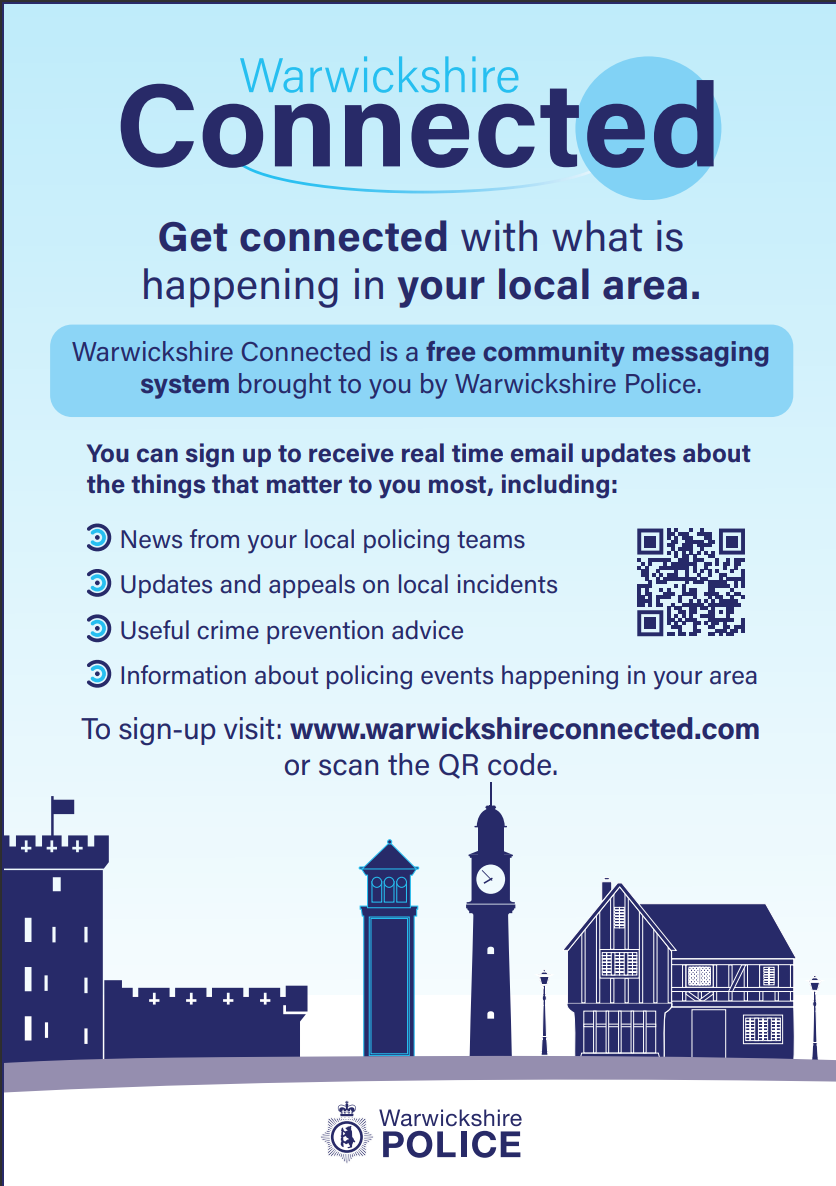 Warwickshire
Connected
Get connected with what is
happening in your local area.
Warwickshire Connected is a free community messaging
system brought to you by Warwickshire Police.
You can sign up to receive real time email updates about
the things that matter to you most, including:
News from your local policing teams
Updates and appeals on local incidents
Useful crime prevention advice
Information about policing events happening in your area
To sign-up visit: www.warwickshireconnected.com
or scan the QR code.
Warwickshire
POLICE